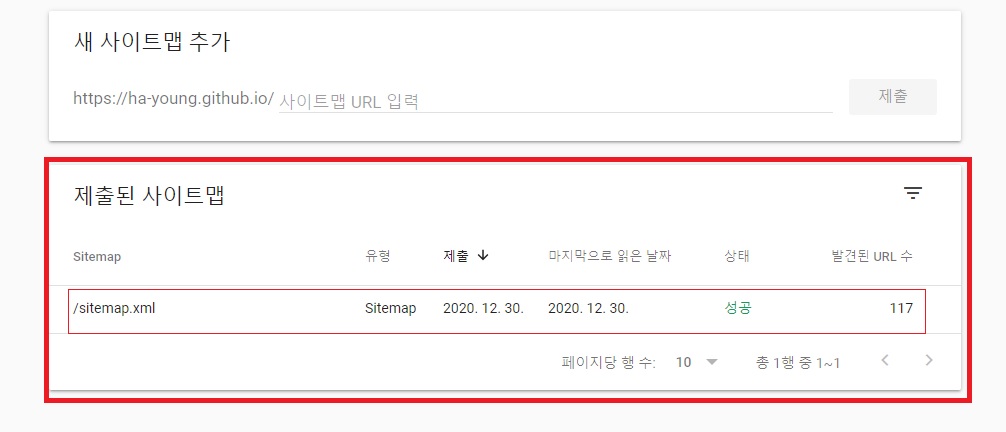 새 사이트맵 추가
https://ha-young.github.io/ 사이트맵 URL 입력 제출
제출된 사이트맵
Sitemap 유형 제출 마지막으로 읽은 날짜 상태 발견된 URL 수
/sitemap.xml Sitemap 2020. 12. 30. 2020. 12. 30. 성공 117
페이지당 행 수: 10 총 1행 중 1~1